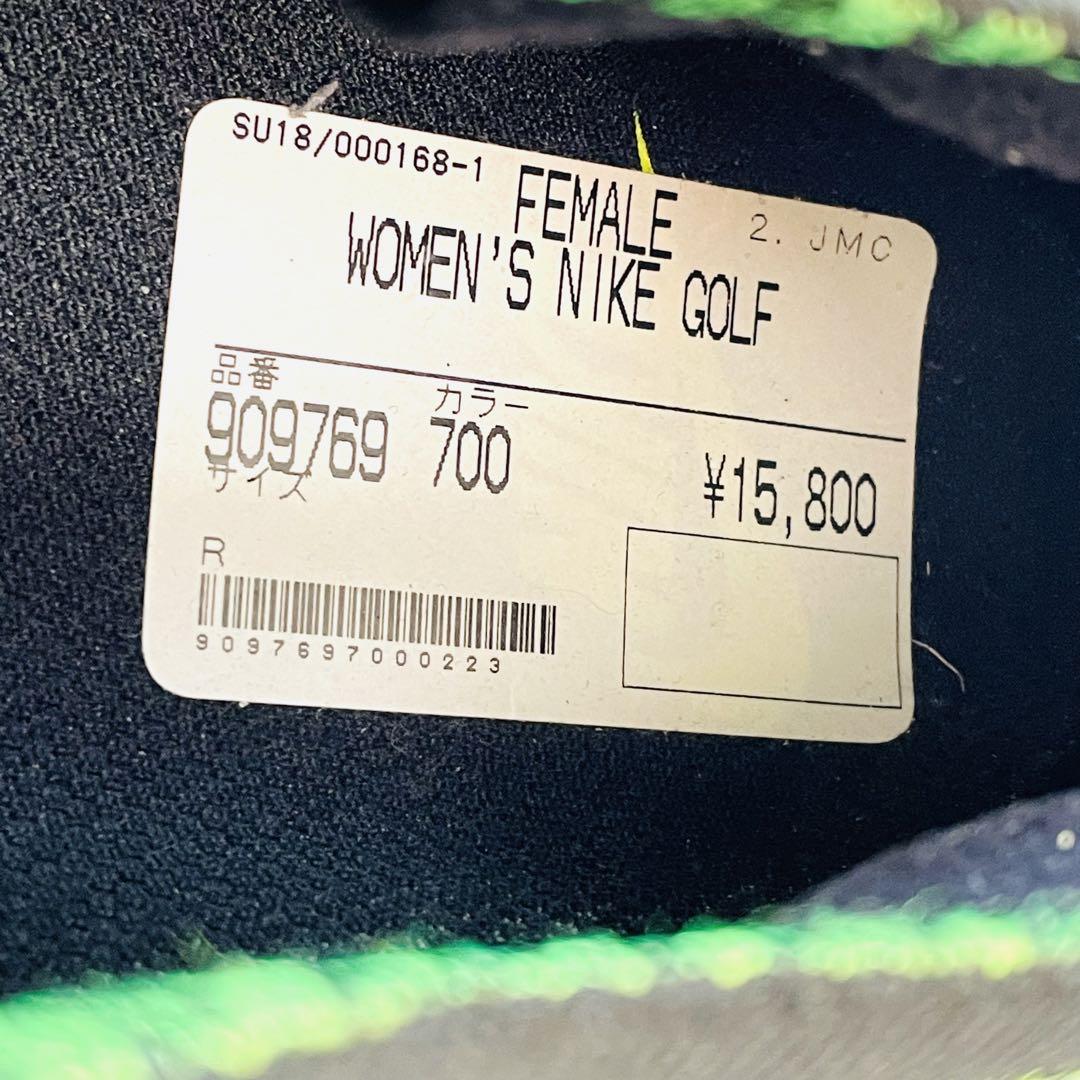 SU18/000168-1
FEMALE 2. JMC
WOMEN'S NIKE GOLF
品番 カラー
909769 700
サイズ ¥15,800
R
9097697000223